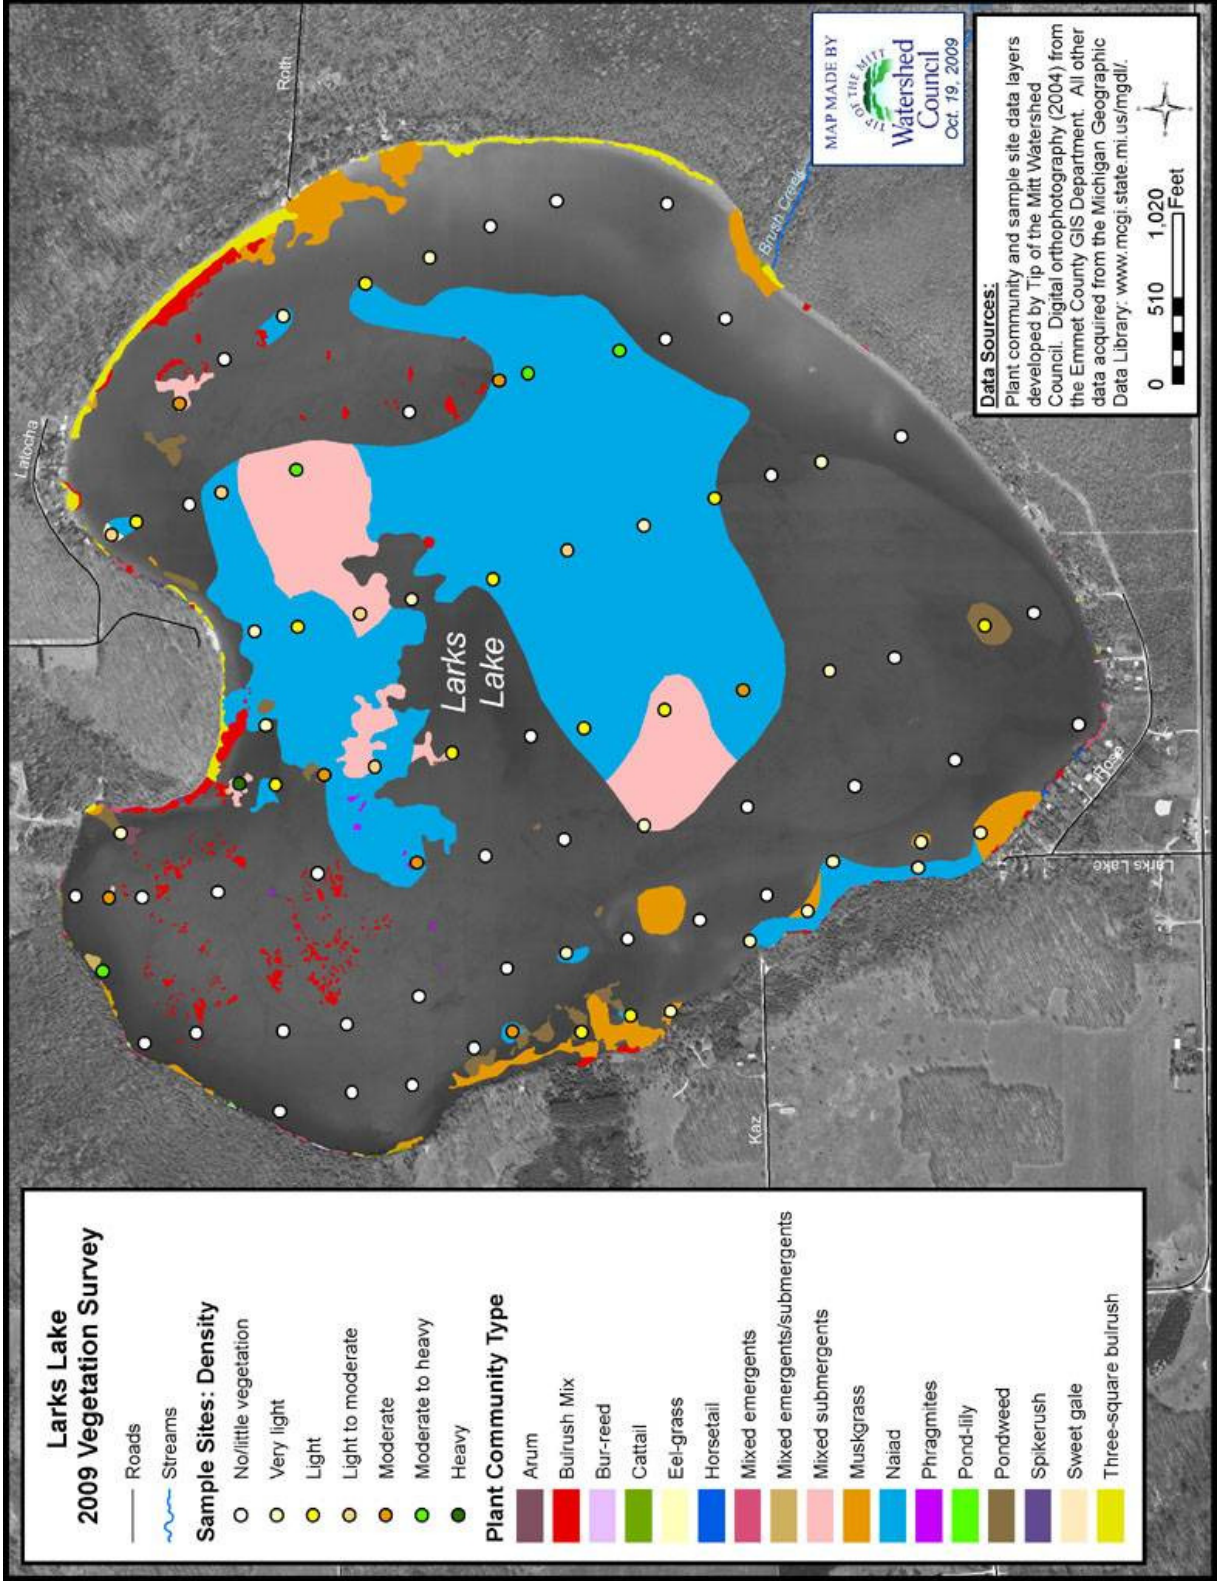 Larks Lake
2009 Vegetation Survey
Roads
Streams
Sample Sites: Density
No/little vegetation
Very light
Light
Light to moderate
Moderate
Moderate to heavy
Heavy
Plant Community Type
Arum
Bulrush Mix
Bur-reed
Cattail
Eel-grass
Horsetail
Mixed emergents
Mixed emergents/submergents
Mixed submergents
Muskgrass
Naiad
Phragmites
Pond-lily
Pondweed
Spikerush
Sweet gale
Three-square bulrush
Latocha
Roth
Larks
Lake
Brush Creek
Kaz
Larks Lake
Rose
MAP MADE BY
TIP OF THE MITT
Watershed
Council
Oct. 19, 2009
Data Sources:
Plant community and sample site data layers
developed by Tip of the Mitt Watershed
Council. Digital orthophotography (2004) from
the Emmet County GIS Department. All other
data acquired from the Michigan Geographic
Data Library: www.mcgi.state.mi.us/mgdl/.
0 510 1,020
Feet